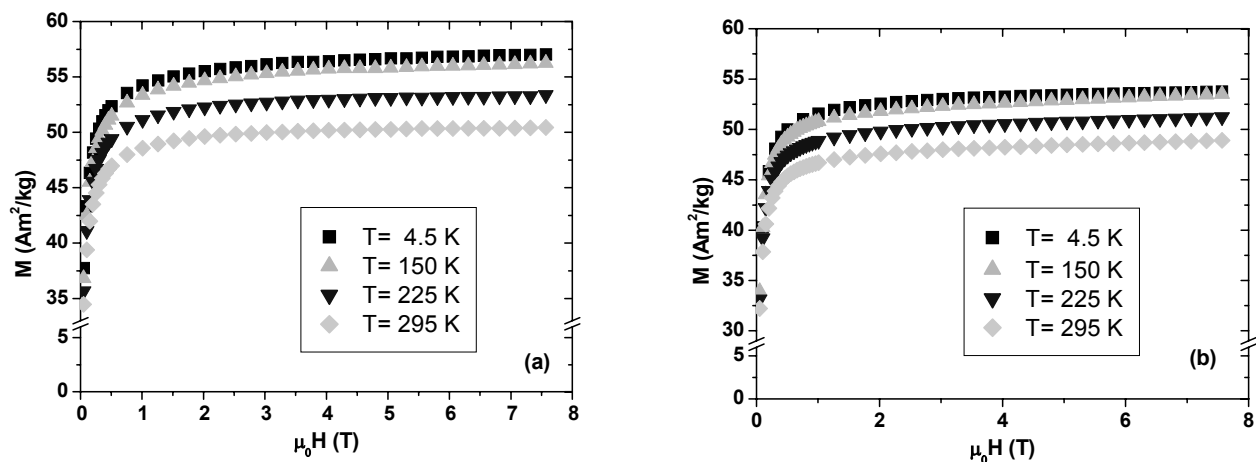 60
55
50
45
40
35
5
0
M (Am²/kg)
T= 4.5 K
T= 150 K
T= 225 K
T= 295 K
(a)
0 1 2 3 4 5 6 7 8
μ₀H (T)
60
55
50
45
40
35
30
5
0
M (Am²/kg)
T= 4.5 K
T= 150 K
T= 225 K
T= 295 K
(b)
0 2 4 6 8
μ₀H (T)